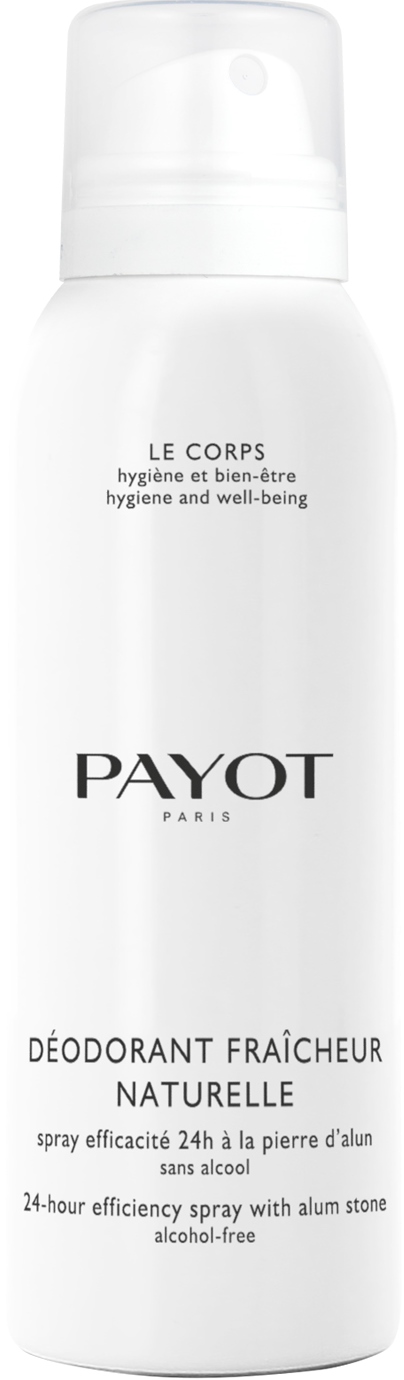 LE CORPS
hygiène et bien-être
hygiene and well-being
PAYOT
PARIS
DÉODORANT FRAÎCHEUR
NATURELLE
spray efficacité 24h à la pierre d'alun
sans alcool
24-hour efficiency spray with alum stone
alcohol-free